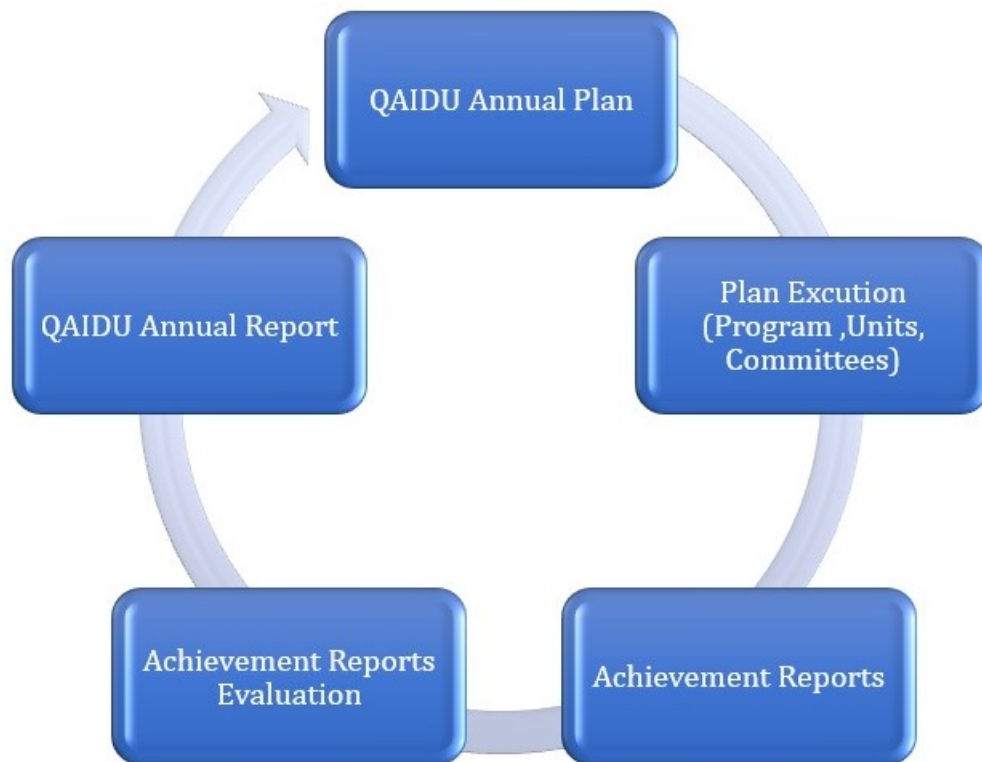 QAIDU Annual Plan
Plan Excution
(Program ,Units,
Committees)
Achievement Reports
Achievement Reports
Evaluation
QAIDU Annual Report